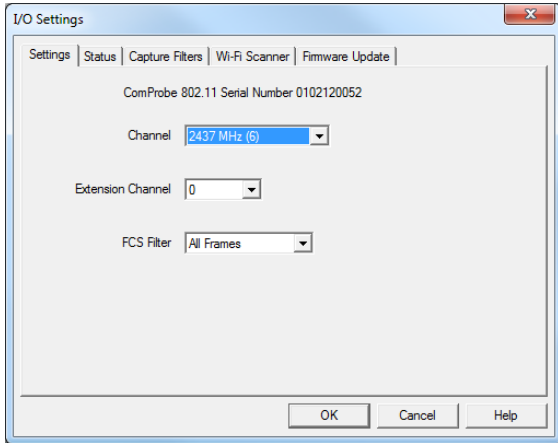 I/O Settings
Settings Status Capture Filters Wi-Fi Scanner Firmware Update
ComProbe 802.11 Serial Number 0102120052
Channel 2437 MHz (6)
Extension Channel 0
FCS Filter All Frames
OK Cancel Help